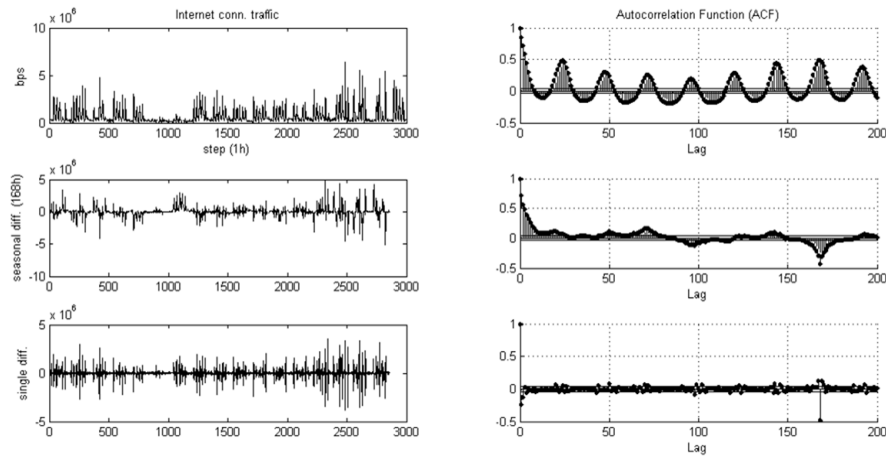 Internet conn. traffic
x 10^6
10
bps
5
0
0 500 1000 1500 2000 2500 3000
step (1h)
x 10^6
5
seasonal diff. (168h)
0
-5
-10
0 500 1000 1500 2000 2500 3000
x 10^6
5
single diff.
0
-5
0 500 1000 1500 2000 2500 3000
Autocorrelation Function (ACF)
1
0.5
0
-0.5
0 50 100 150 200
Lag
1
0.5
0
-0.5
0 50 100 150 200
Lag
1
0.5
0
-0.5
0 50 100 150 200
Lag